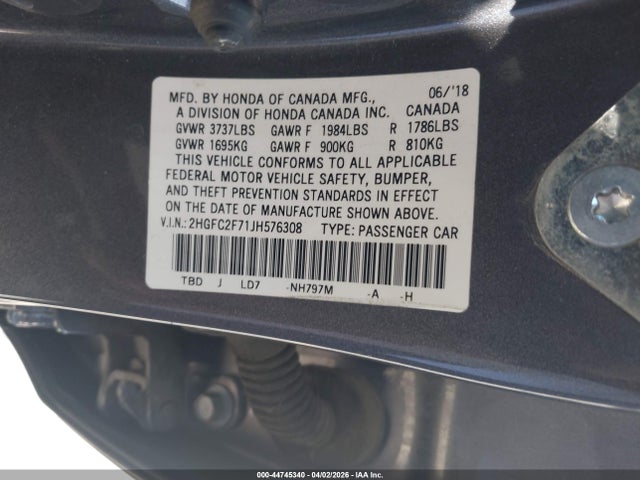 MFD. BY HONDA OF CANADA MFG., 06/'18
A DIVISION OF HONDA CANADA INC. CANADA
GVWR 3737LBS GAWR F 1984LBS R 1786LBS
GVWR 1695KG GAWR F 900KG R 810KG
THIS VEHICLE CONFORMS TO ALL APPLICABLE
FEDERAL MOTOR VEHICLE SAFETY, BUMPER,
AND THEFT PREVENTION STANDARDS IN EFFECT
ON THE DATE OF MANUFACTURE SHOWN ABOVE.
V.I.N.: 2HGFC2F71JH576308 TYPE: PASSENGER CAR
TBD J LD7 -NH797M -A -H
000-44745340 - 04/02/2026 - IAA Inc.